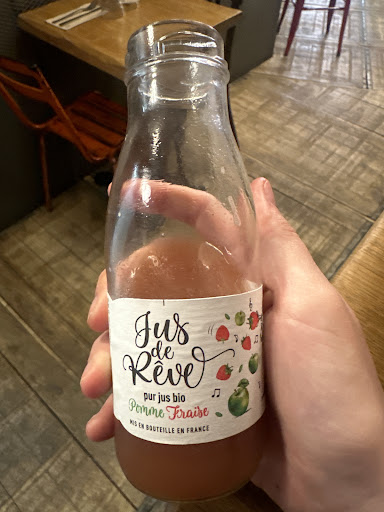 Jus
de
Rêve
pur jus bio
Pomme Fraise
MIS EN BOUTEILLE EN FRANCE